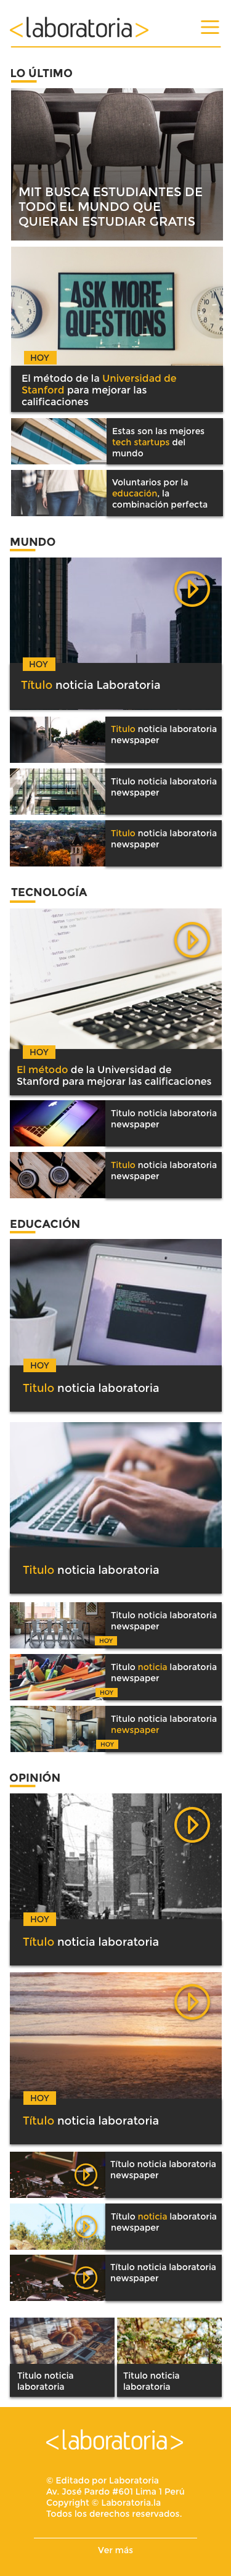 <laboratoria>
LO ÚLTIMO
MIT BUSCA ESTUDIANTES DE
TODO EL MUNDO QUE
QUIERAN ESTUDIAR GRATIS
ASK MORE
QUESTIONS
HOY
El método de la Universidad de
Stanford para mejorar las
calificaciones
Estas son las mejores
tech startups del
mundo
Voluntarios por la
educación, la
combinación perfecta
MUNDO
HOY
Título noticia Laboratoria
Titulo noticia laboratoria
newspaper
Titulo noticia laboratoria
newspaper
Titulo noticia laboratoria
newspaper
TECNOLOGÍA
HOY
El método de la Universidad de
Stanford para mejorar las calificaciones
Titulo noticia laboratoria
newspaper
Titulo noticia laboratoria
newspaper
EDUCACIÓN
HOY
Titulo noticia laboratoria
Titulo noticia laboratoria
Titulo noticia laboratoria
newspaper
HOY
Titulo noticia laboratoria
newspaper
HOY
Titulo noticia laboratoria
newspaper
HOY
OPINIÓN
HOY
Título noticia laboratoria
HOY
Título noticia laboratoria
Título noticia laboratoria
newspaper
Título noticia laboratoria
newspaper
Título noticia laboratoria
newspaper
Titulo noticia
laboratoria
Titulo noticia
laboratoria
<laboratoria>
© Editado por Laboratoria
Av. José Pardo #601 Lima 1 Perú
Copyright © Laboratoria.la
Todos los derechos reservados.
Ver más